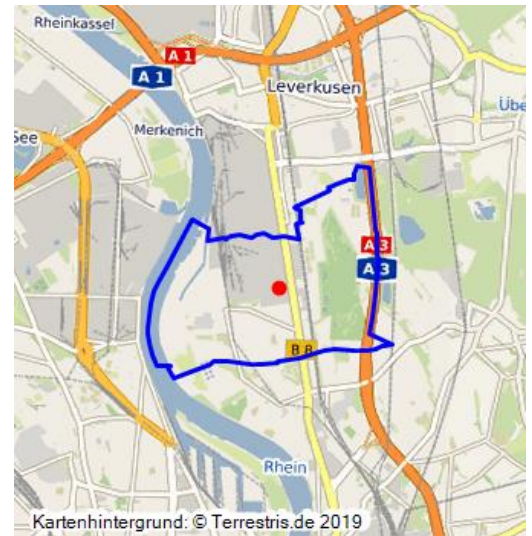 Rheinkassel
A 1
A 1
Leverkusen
Merkenich
See
Übe
A 3
A 3
B 8
Rhein
Kartenhintergrund: © Terrestris.de 2019